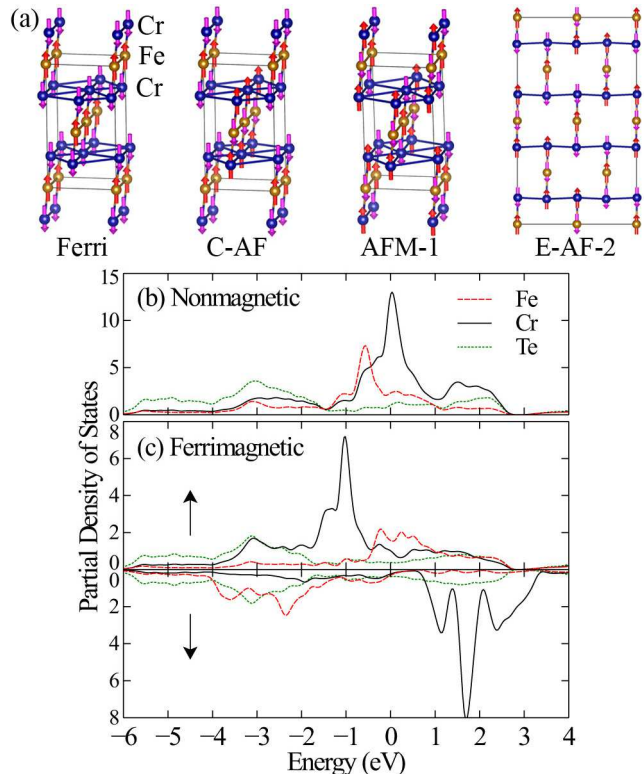 (a)
Cr
Fe
Cr
Ferri
C-AF
AFM-1
E-AF-2
15
(b) Nonmagnetic
Fe
Cr
Te
10
5
0
8
(c) Ferrimagnetic
6
4
2
0
0
2
4
6
8
Partial Density of States
−6 −5 −4 −3 −2 −1 0 1 2 3 4
Energy (eV)